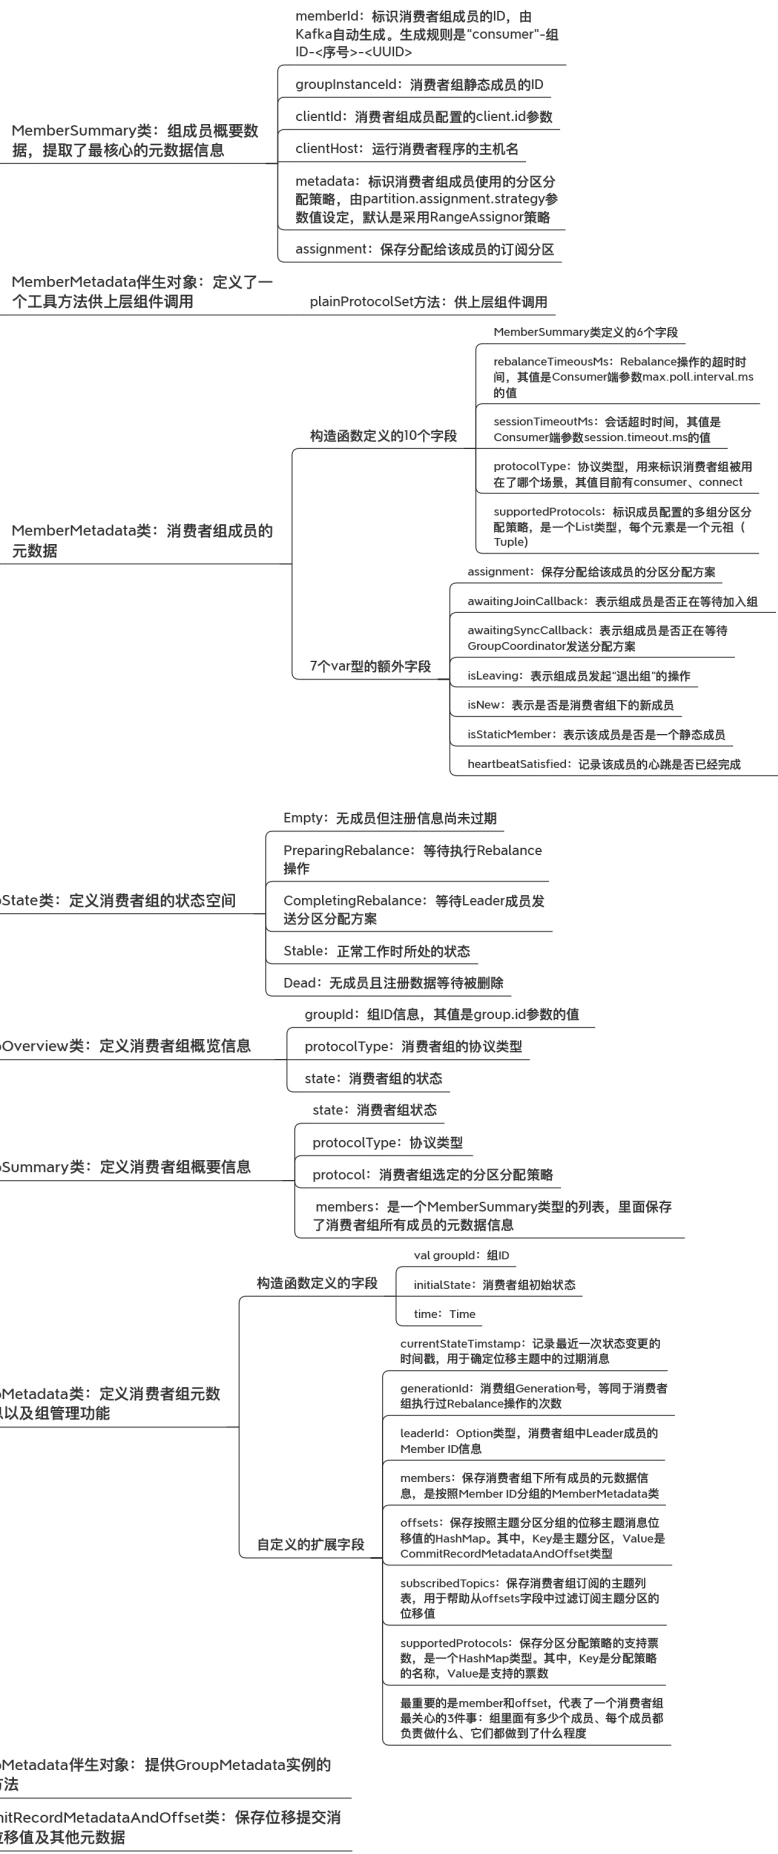 memberId：标识消费者组成员的ID，由
Kafka自动生成。生成规则是"consumer"-组
ID-<序号>-<UUID>
groupInstanceId：消费者组静态成员的ID
clientId：消费者组成员配置的client.id参数
clientHost：运行消费者程序的主机名
MemberSummary类：组成员概要数
据，提取了最核心的元数据信息
metadata：标识消费者组成员使用的分区分
配策略，由partition.assignment.strategy参
数值设定，默认是采用RangeAssignor策略
assignment：保存分配给该成员的订阅分区
MemberMetadata伴生对象：定义了一
个工具方法供上层组件调用
plainProtocolSet方法：供上层组件调用
MemberMetadata类：消费者组成员的
元数据
构造函数定义的10个字段
MemberSummary类定义的6个字段
rebalanceTimeousMs：Rebalance操作的超时时
间，其值是Consumer端参数max.poll.interval.ms
的值
sessionTimeoutMs：会话超时时间，其值是
Consumer端参数session.timeout.ms的值
protocolType：协议类型，用来标识消费者组被用
在了哪个场景，其值目前有consumer、connect
supportedProtocols：标识成员配置的多组分区分
配策略，是一个List类型，每个元素是一个元祖（
Tuple)
7个var型的额外字段
assignment：保存分配给该成员的分区分配方案
awaitingJoinCallback：表示组成员是否正在等待加入组
awaitingSyncCallback：表示组成员是否正在等待
GroupCoordinator发送分配方案
isLeaving：表示组成员发起"退出组"的操作
isNew：表示是否是消费者组下的新成员
isStaticMember：表示该成员是否是一个静态成员
heartbeatSatisfied：记录该成员的心跳是否已经完成
State类：定义消费者组的状态空间
Empty：无成员但注册信息尚未过期
PreparingRebalance：等待执行Rebalance
操作
CompletingRebalance：等待Leader成员发
送分区分配方案
Stable：正常工作时所处的状态
Dead：无成员且注册数据等待被删除
Overview类：定义消费者组概览信息
groupId：组ID信息，其值是group.id参数的值
protocolType：消费者组的协议类型
state：消费者组的状态
Summary类：定义消费者组概要信息
state：消费者组状态
protocolType：协议类型
protocol：消费者组选定的分区分配策略
members：是一个MemberSummary类型的列表，里面保存
了消费者组所有成员的元数据信息
Metadata类：定义消费者组元数
以及组管理功能
构造函数定义的字段
val groupId：组ID
initialState：消费者组初始状态
time：Time
自定义的扩展字段
currentStateTimstamp：记录最近一次状态变更的
时间戳，用于确定位移主题中的过期消息
generationId：消费组Generation号，等同于消费者
组执行过Rebalance操作的次数
leaderId：Option类型，消费者组中Leader成员的
Member ID信息
members：保存消费者组下所有成员的元数据信
息，是按照Member ID分组的MemberMetadata类
offsets：保存按照主题分区分组的位移主题消息位
移值的HashMap。其中，Key是主题分区，Value是
CommitRecordMetadataAndOffset类型
subscribedTopics：保存消费者组订阅的主题列
表，用于帮助从offsets字段中过滤订阅主题分区的
位移值
supportedProtocols：保存分区分配策略的支持票
数，是一个HashMap类型。其中，Key是分配策略
的名称，Value是支持的票数
最重要的是member和offset，代表了一个消费者组
最关心的3件事：组里面有多少个成员、每个成员都
负责做什么、它们都做到了什么程度
Metadata伴生对象：提供GroupMetadata实例的
方法
itRecordMetadataAndOffset类：保存位移提交消
位移值及其他元数据